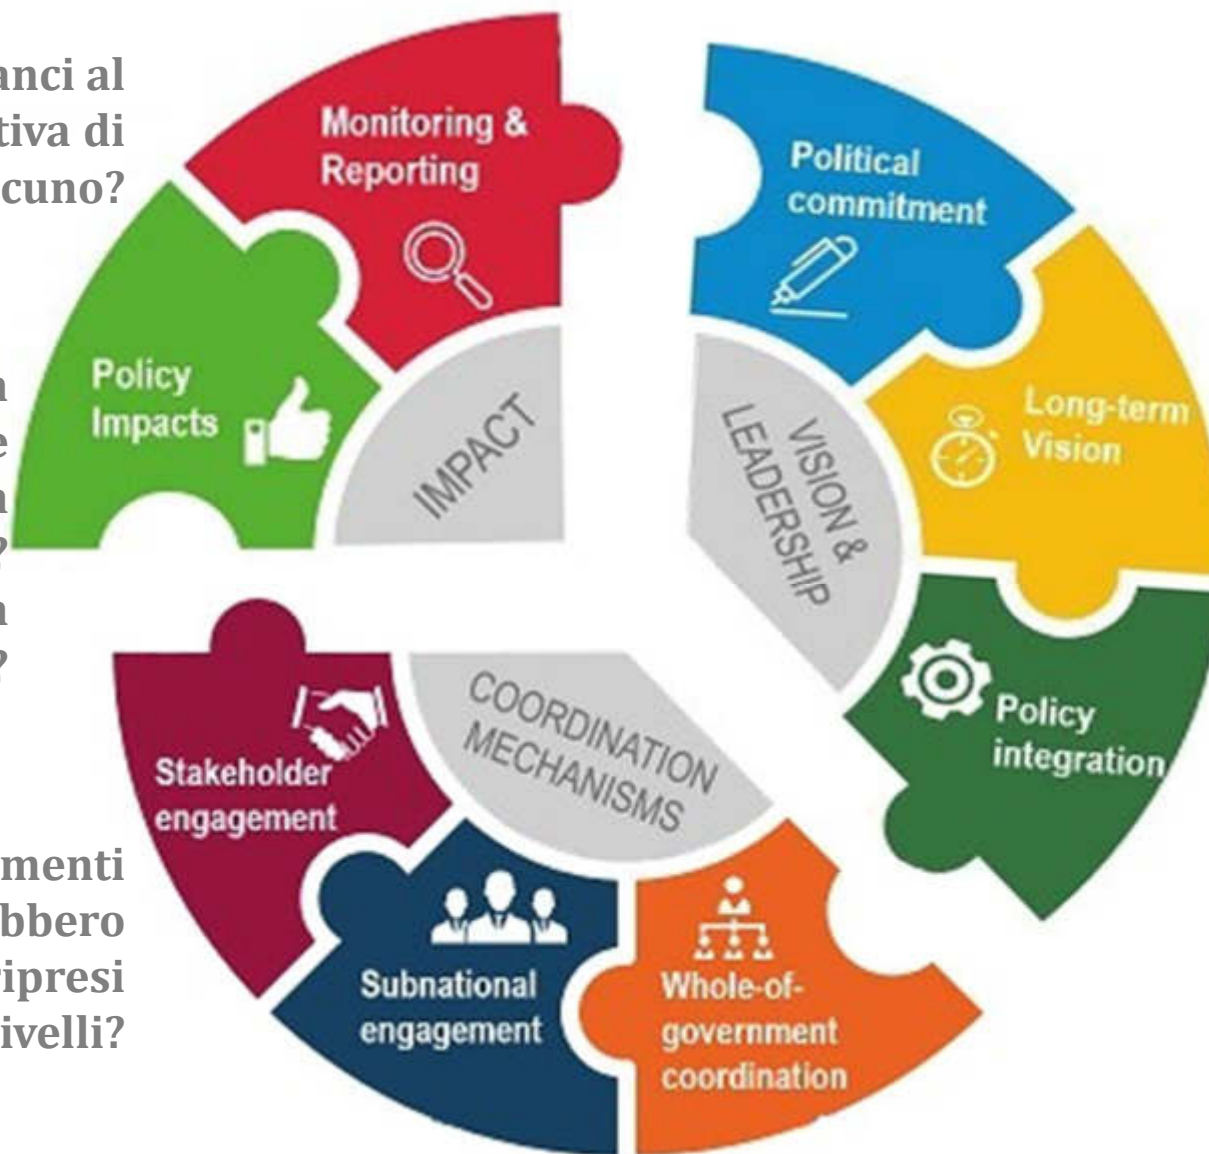 anci al
tiva di
cuno?
e
?
?
menti
bbero
ripresi
ivelli?
Monitoring &
Reporting
Political
commitment
Long-term
Vision
Policy
Impacts
IMPACT
VISION &
LEADERSHIP
Policy
integration
COORDINATION
MECHANISMS
Stakeholder
engagement
Subnational
engagement
Whole-of-
government
coordination